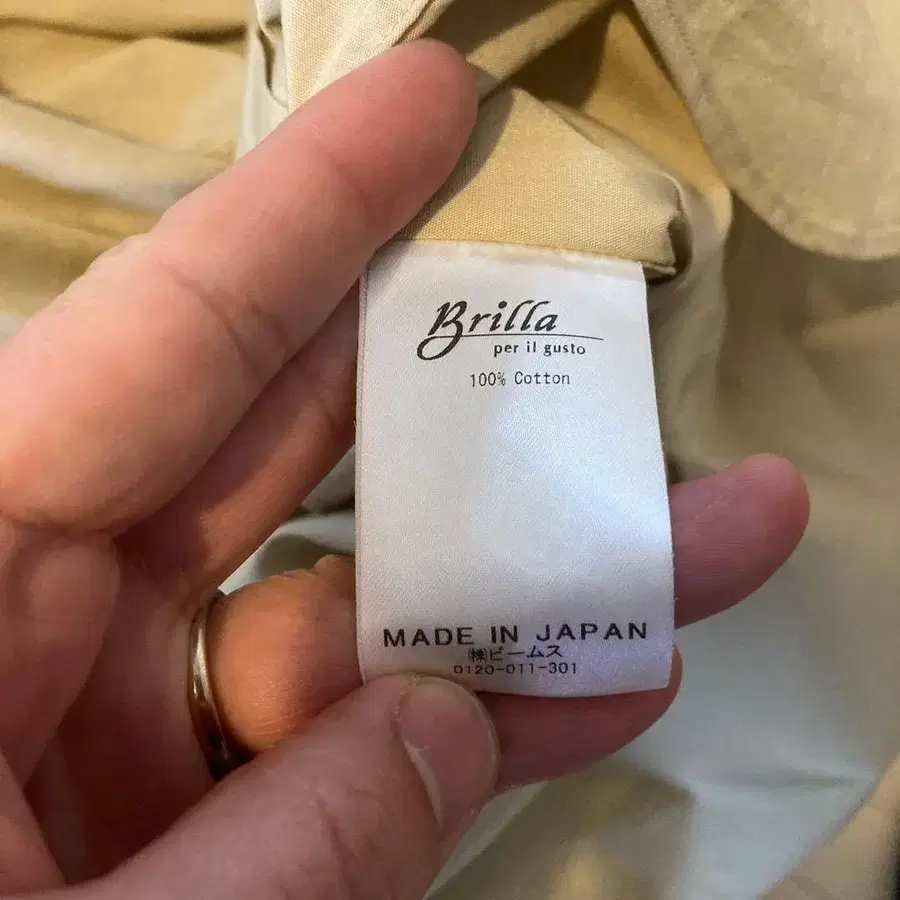 Brilla
per il gusto
100% Cotton
MADE IN JAPAN
㈱ビームス
0120-011-301